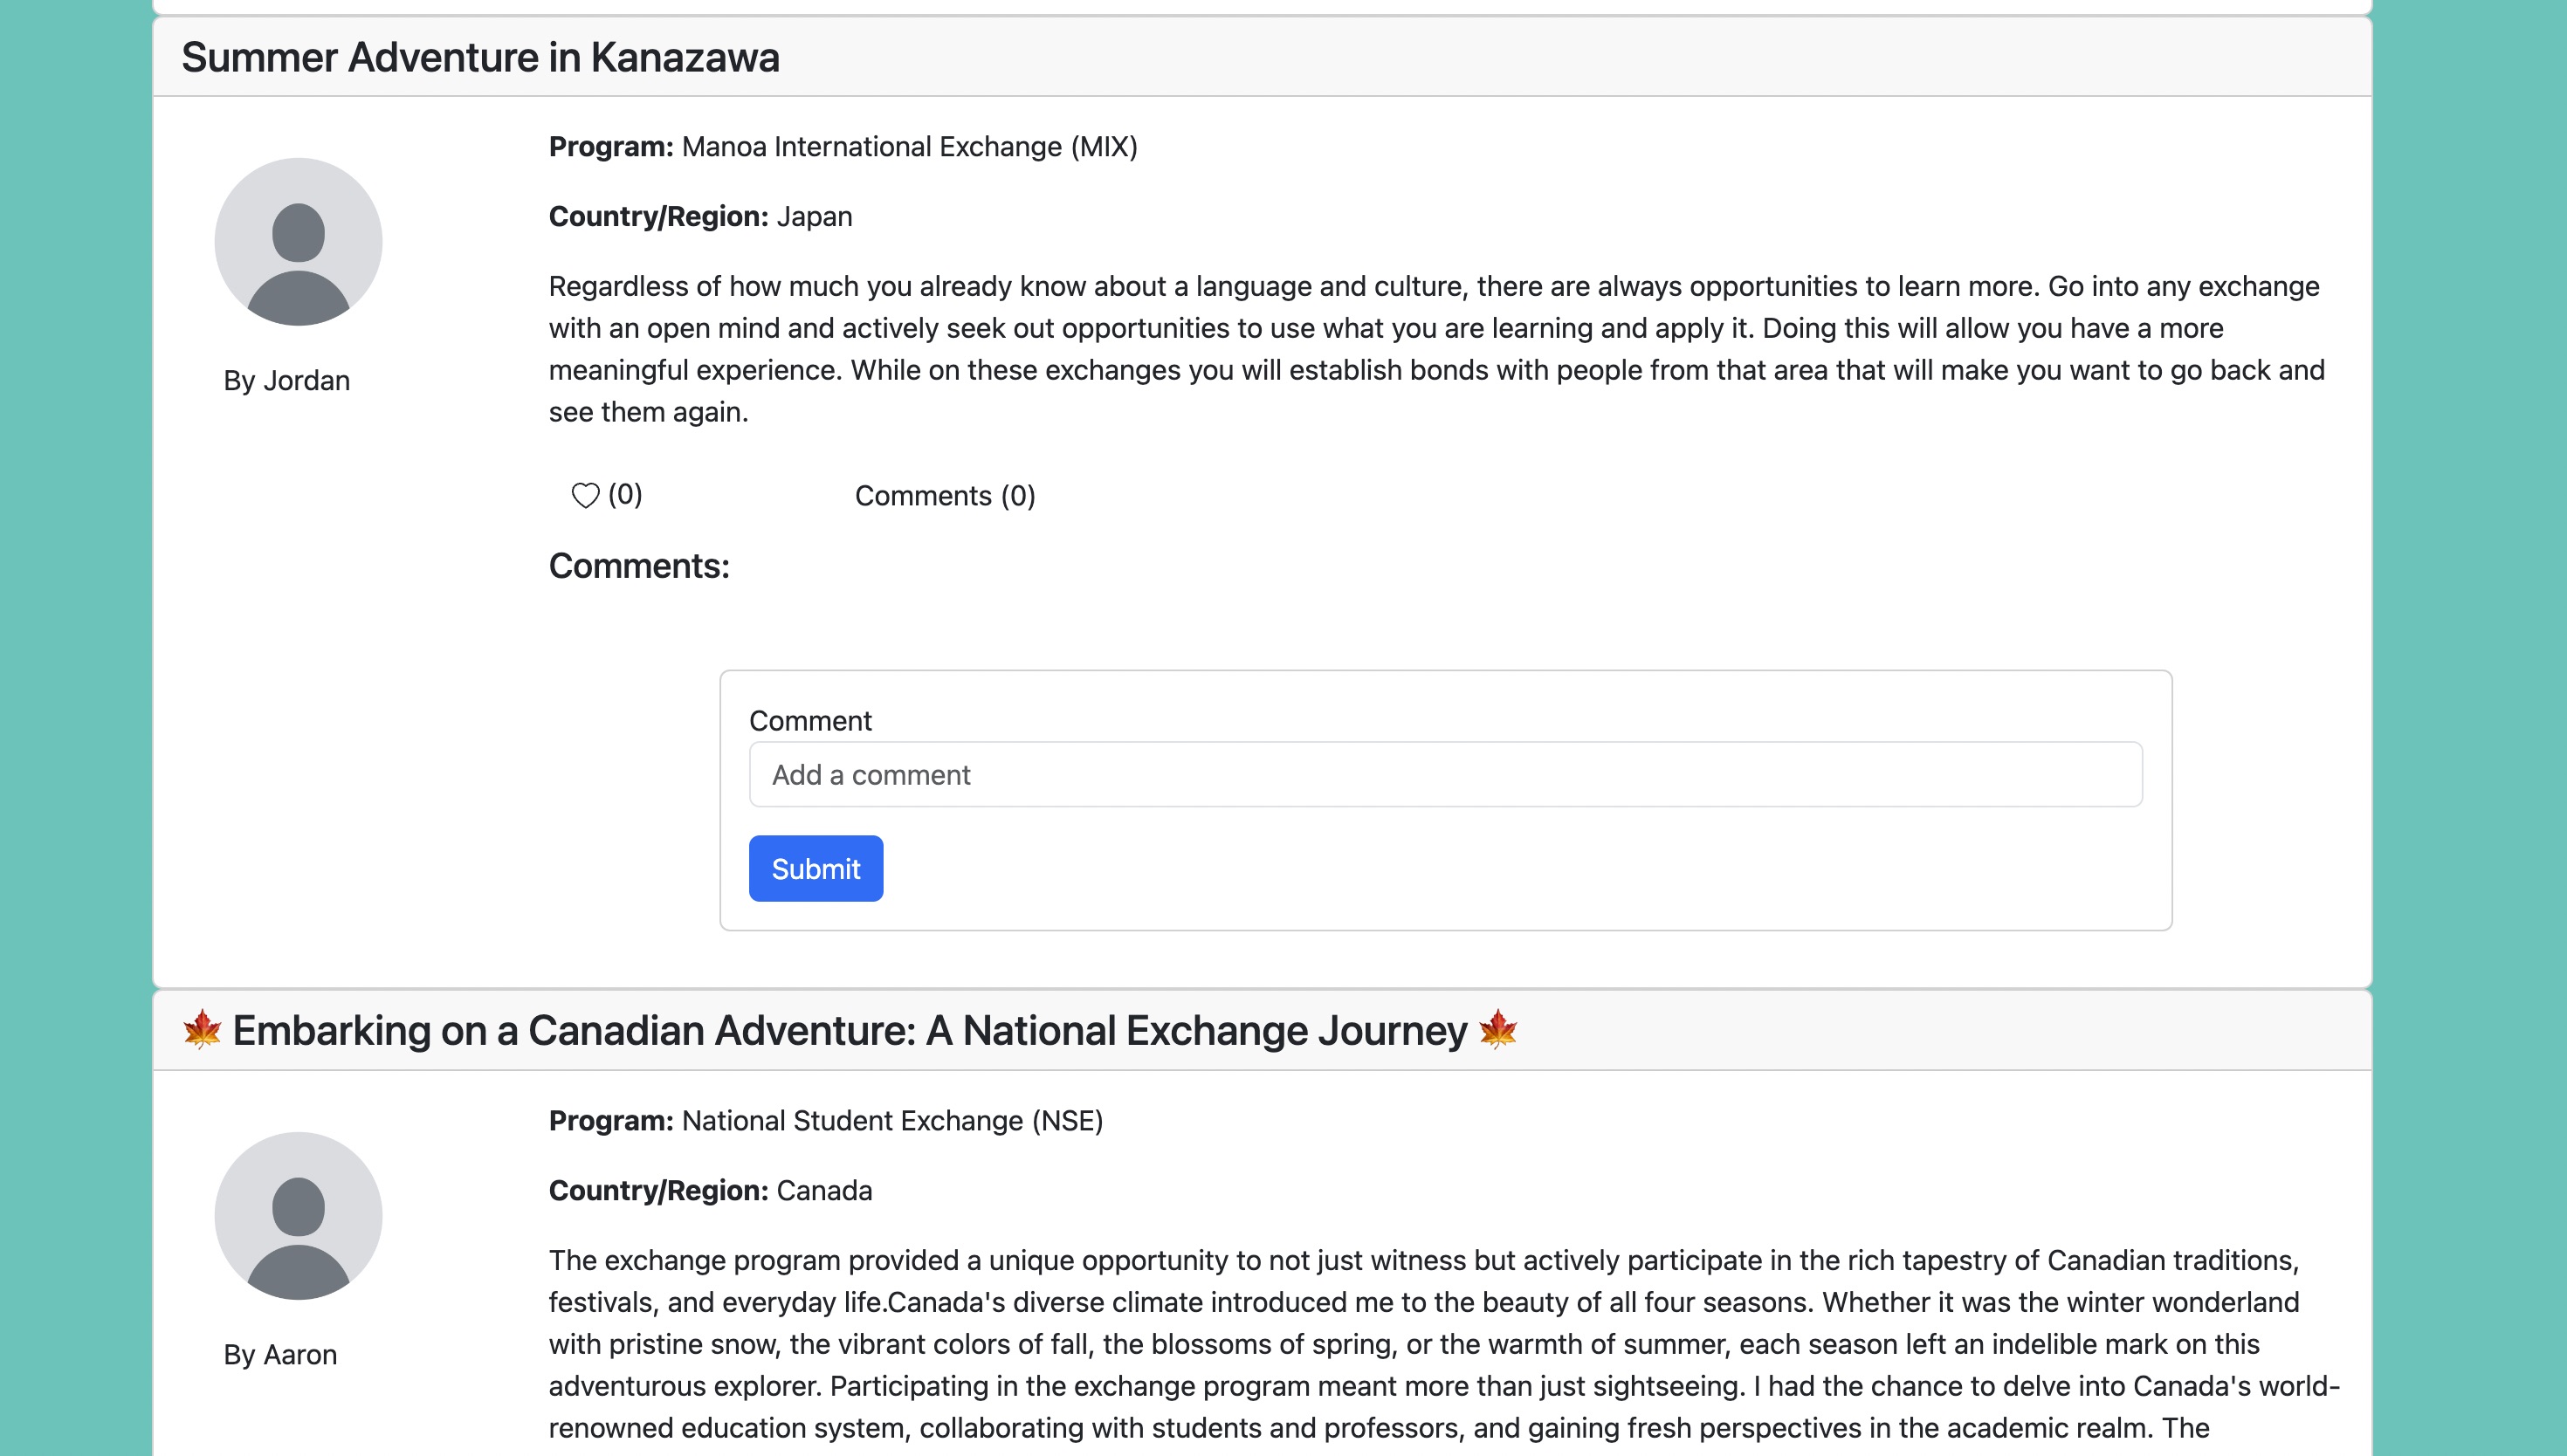 Summer Adventure in Kanazawa
Program: Manoa International Exchange (MIX)
Country/Region: Japan
Regardless of how much you already know about a language and culture, there are always opportunities to learn more. Go into any exchange
with an open mind and actively seek out opportunities to use what you are learning and apply it. Doing this will allow you have a more
meaningful experience. While on these exchanges you will establish bonds with people from that area that will make you want to go back and
see them again.
By Jordan
(0) Comments (0)
Comments:
Comment
Add a comment
Submit
🍁 Embarking on a Canadian Adventure: A National Exchange Journey 🍁
Program: National Student Exchange (NSE)
Country/Region: Canada
The exchange program provided a unique opportunity to not just witness but actively participate in the rich tapestry of Canadian traditions,
festivals, and everyday life.Canada's diverse climate introduced me to the beauty of all four seasons. Whether it was the winter wonderland
with pristine snow, the vibrant colors of fall, the blossoms of spring, or the warmth of summer, each season left an indelible mark on this
adventurous explorer. Participating in the exchange program meant more than just sightseeing. I had the chance to delve into Canada's world-
renowned education system, collaborating with students and professors, and gaining fresh perspectives in the academic realm. The
By Aaron